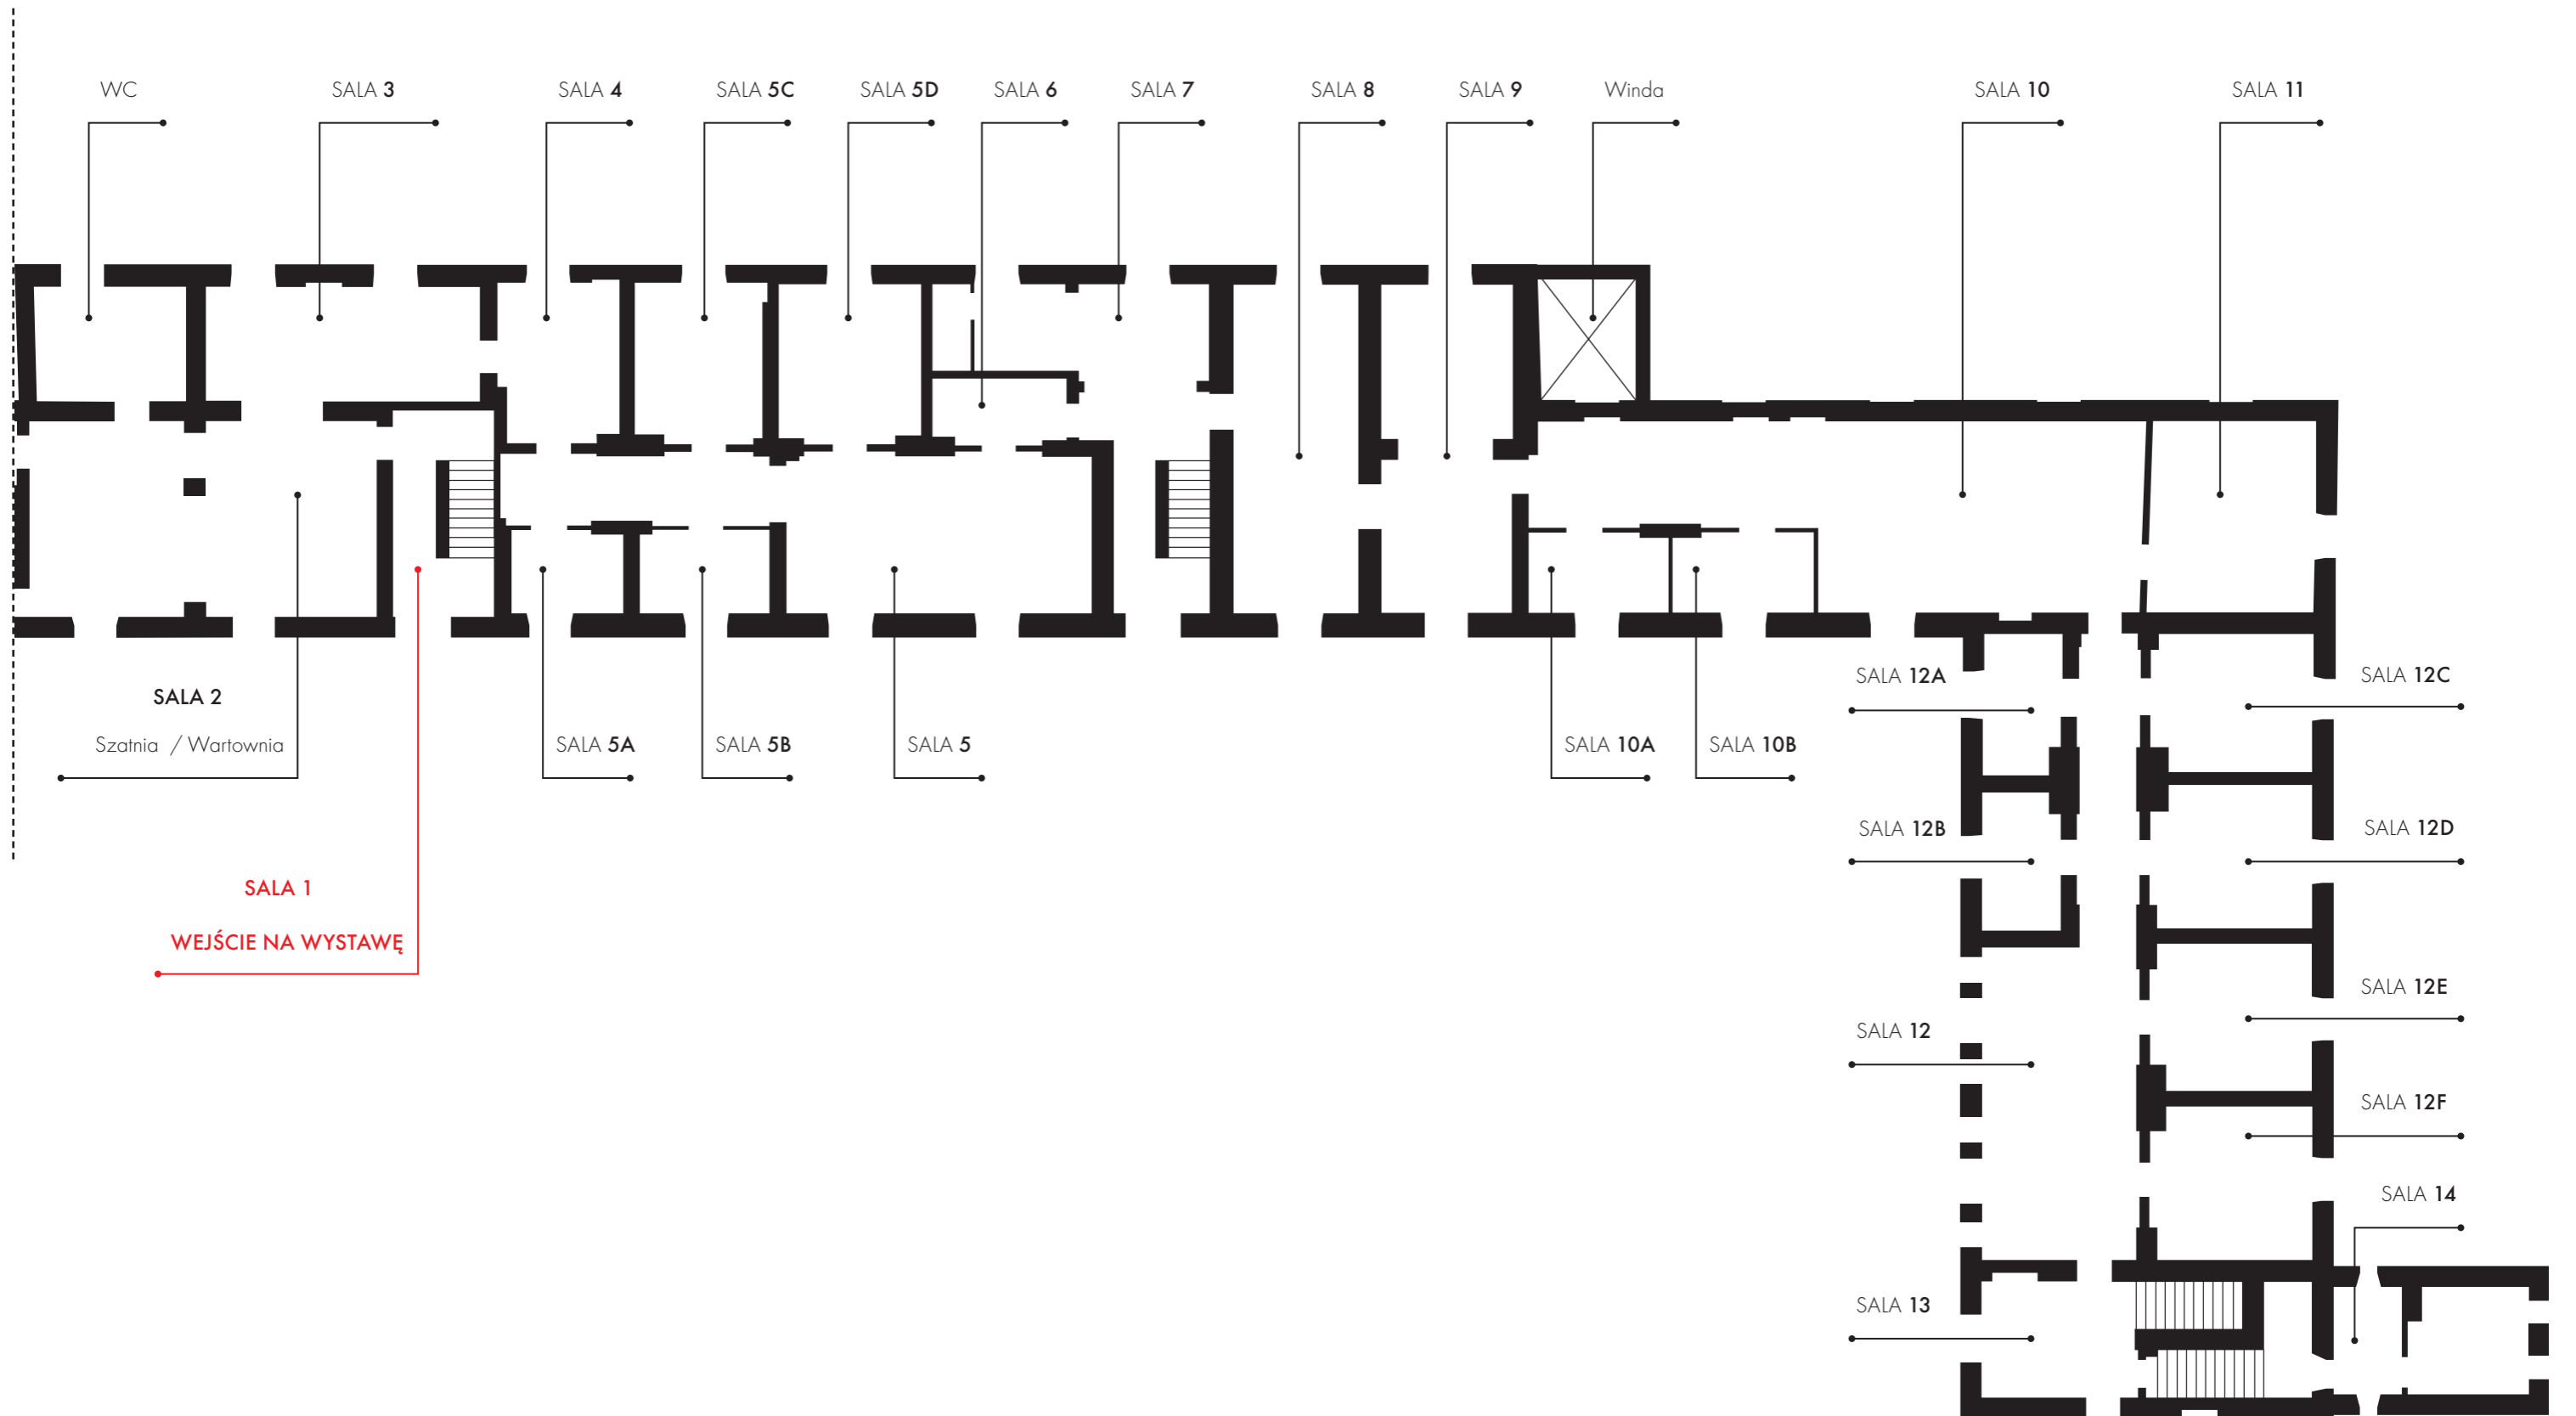 WC
SALA 3
SALA 4
SALA 5C
SALA 5D
SALA 6
SALA 7
SALA 8
SALA 9
Winda
SALA 10
SALA 11
SALA 2
Szatnia / Wartownia
SALA 1
WEJŚCIE NA WYSTAWĘ
SALA 5A
SALA 5B
SALA 5
SALA 10A
SALA 10B
SALA 12A
SALA 12C
SALA 12B
SALA 12D
SALA 12E
SALA 12
SALA 12F
SALA 14
SALA 13